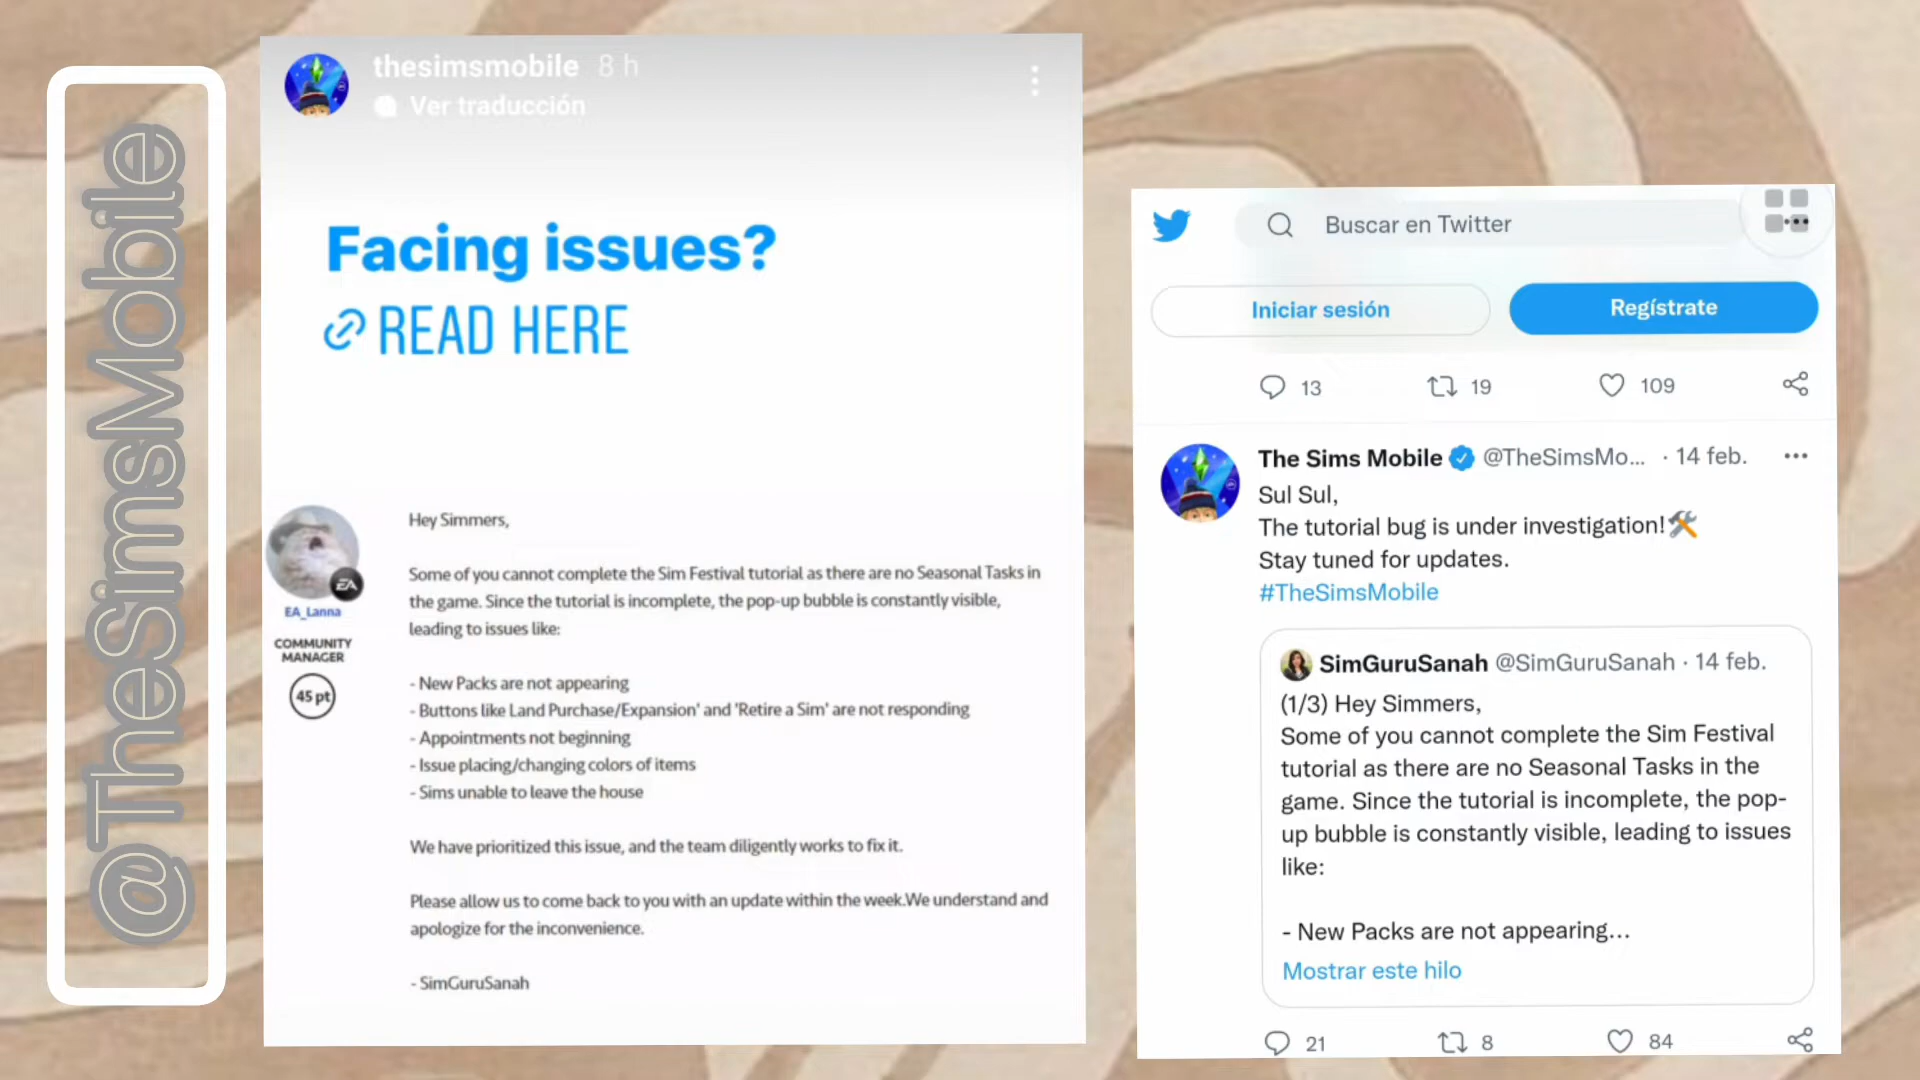 @TheSimsMobile
thesimsmobile 8 h
Ver traducción
Facing issues?
READ HERE
EA
EA_Lanna
COMMUNITY
MANAGER
45 pt
Hey Simmers,
Some of you cannot complete the Sim Festival tutorial as there are no Seasonal Tasks in
the game. Since the tutorial is incomplete, the pop-up bubble is constantly visible,
leading to issues like:
- New Packs are not appearing
- Buttons like Land Purchase/Expansion' and 'Retire a Sim' are not responding
- Appointments not beginning
- Issue placing/changing colors of items
- Sims unable to leave the house
We have prioritized this issue, and the team diligently works to fix it.
Please allow us to come back to you with an update within the week.We understand and
apologize for the inconvenience.
- SimGuruSanah
Buscar en Twitter
Iniciar sesión Regístrate
13 19 109
The Sims Mobile @TheSimsMo... · 14 feb.
Sul Sul,
The tutorial bug is under investigation!🛠
Stay tuned for updates.
#TheSimsMobile
SimGuruSanah @SimGuruSanah · 14 feb.
(1/3) Hey Simmers,
Some of you cannot complete the Sim Festival
tutorial as there are no Seasonal Tasks in the
game. Since the tutorial is incomplete, the pop-
up bubble is constantly visible, leading to issues
like:
- New Packs are not appearing...
Mostrar este hilo
21 8 84